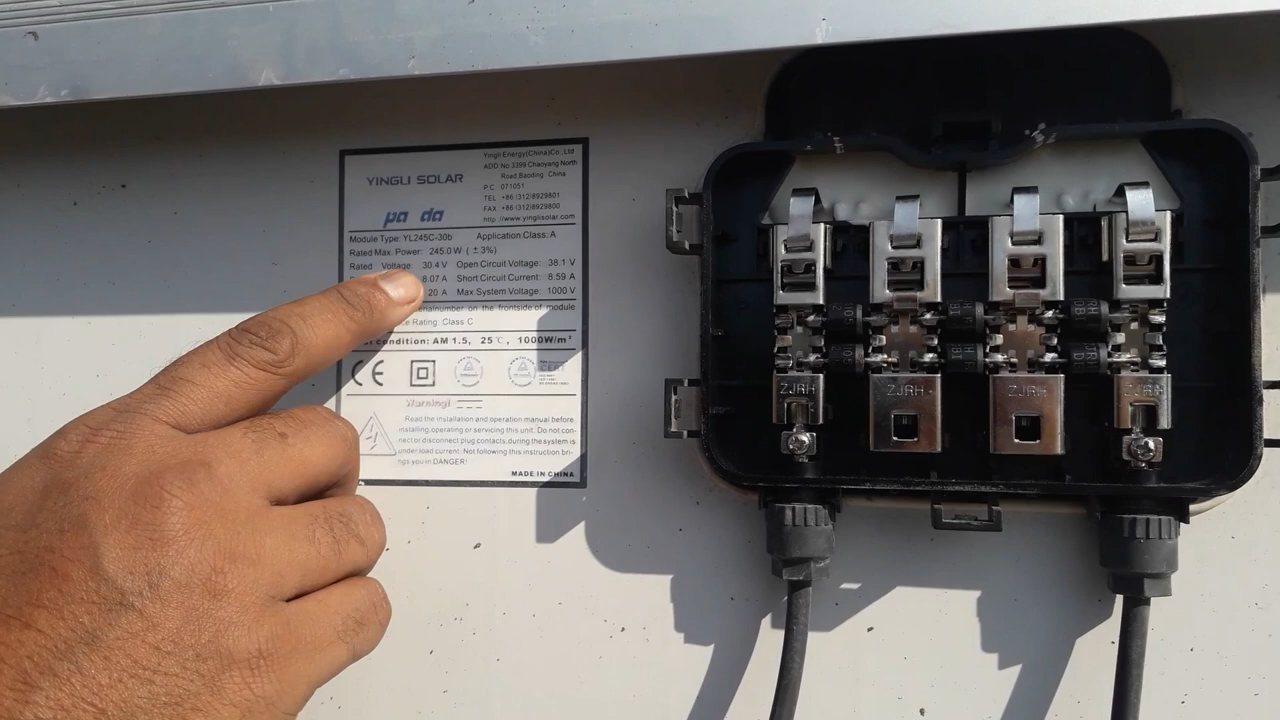 YINGLI SOLAR
Yingli Energy(China)Co.,Ltd
ADD No.3399 Chaoyang North
Road,Baoding China
P.C. 071051
TEL +86 (312)8929801
FAX +86 (312)8929800
http://www.yinglisolar.com
pa da
Module Type: YL245C-30b Application Class: A
Rated Max. Power: 245.0 W ( ±3%)
Rated Voltage: 30.4 V Open Circuit Voltage: 38.1 V
8.07 A Short Circuit Current: 8.59 A
20 A Max System Voltage: 1000 V
number on the frontside of module
Rating: Class C
condition: AM 1.5, 25℃, 1000W/m²
CE
Warning!
Read the installation and operation manual before
installing,operating or servicing this unit. Do not con-
nect or disconnect plug contacts, during the system is
under load current. Not following this instruction bri-
ngs you in DANGER!
MADE IN CHINA
ZJRH
ZJRH
ZJRH
ZJRH